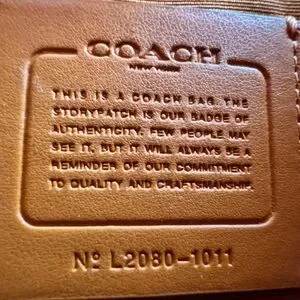 COACH
NEW YORK
THIS IS A COACH BAG. THE
STORYPATCH IS OUR BADGE OF
AUTHENTICITY. FEW PEOPLE MAY
SEE IT, BUT IT WILL ALWAYS BE A
REMINDER OF OUR COMMITMENT
TO QUALITY AND CRAFTSMANSHIP.
Nº L2080-1011